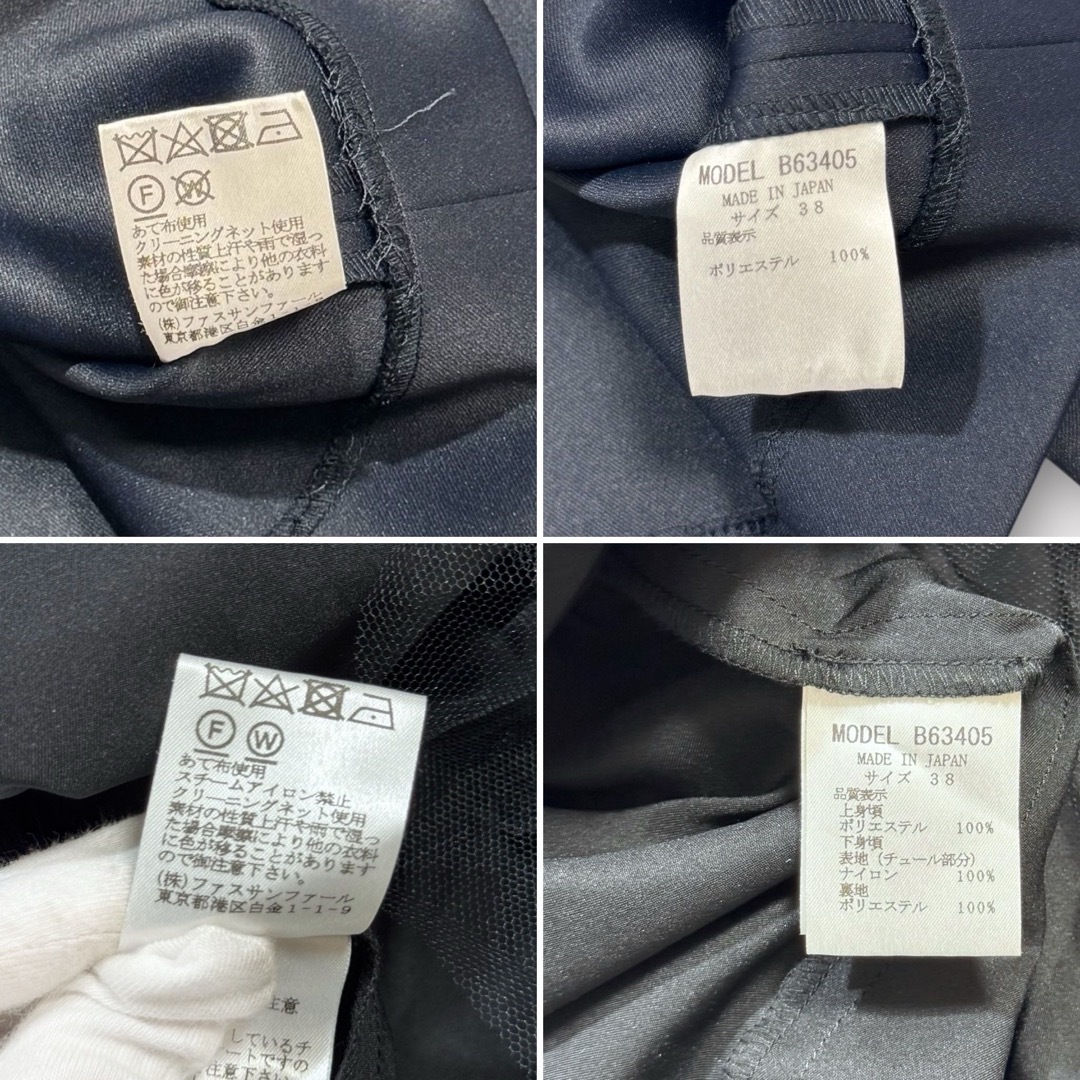 F W
あて布使用
クリーニングネット使用
素材の性質上汗や雨で湿っ
た場合摩擦により他の衣料
に色が移ることがあります
ので御注意下さい。
(株)ファスサンファール
東京都港区白金1-1-
MODEL B63405
MADE IN JAPAN
サイズ 38
品質表示
ポリエステル 100%
F W
あて布使用
スチームアイロン禁止
クリーニングネット使用
素材の性質上汗や雨で湿っ
た場合摩擦により他の衣料
に色が移ることがあります
ので御注意下さい。
(株)ファスサンファール
東京都港区白金1-1-9
注意
しているチ
ートですの
MODEL B63405
MADE IN JAPAN
サイズ 38
品質表示
上身頃
ポリエステル 100%
下身頃
表地(チュール部分)
ナイロン 100%
裏地
ポリエステル 100%